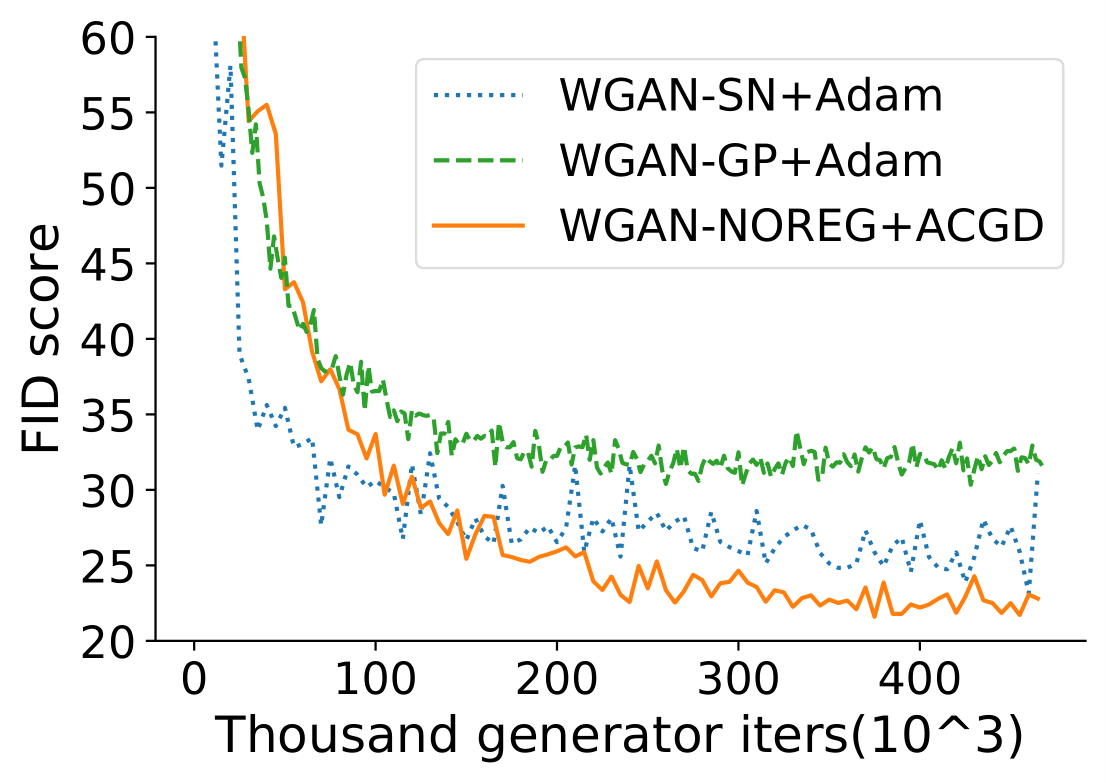 60
55
50
45
40
35
30
25
20
FID score
WGAN-SN+Adam
WGAN-GP+Adam
WGAN-NOREG+ACGD
0 100 200 300 400
Thousand generator iters(10^3)